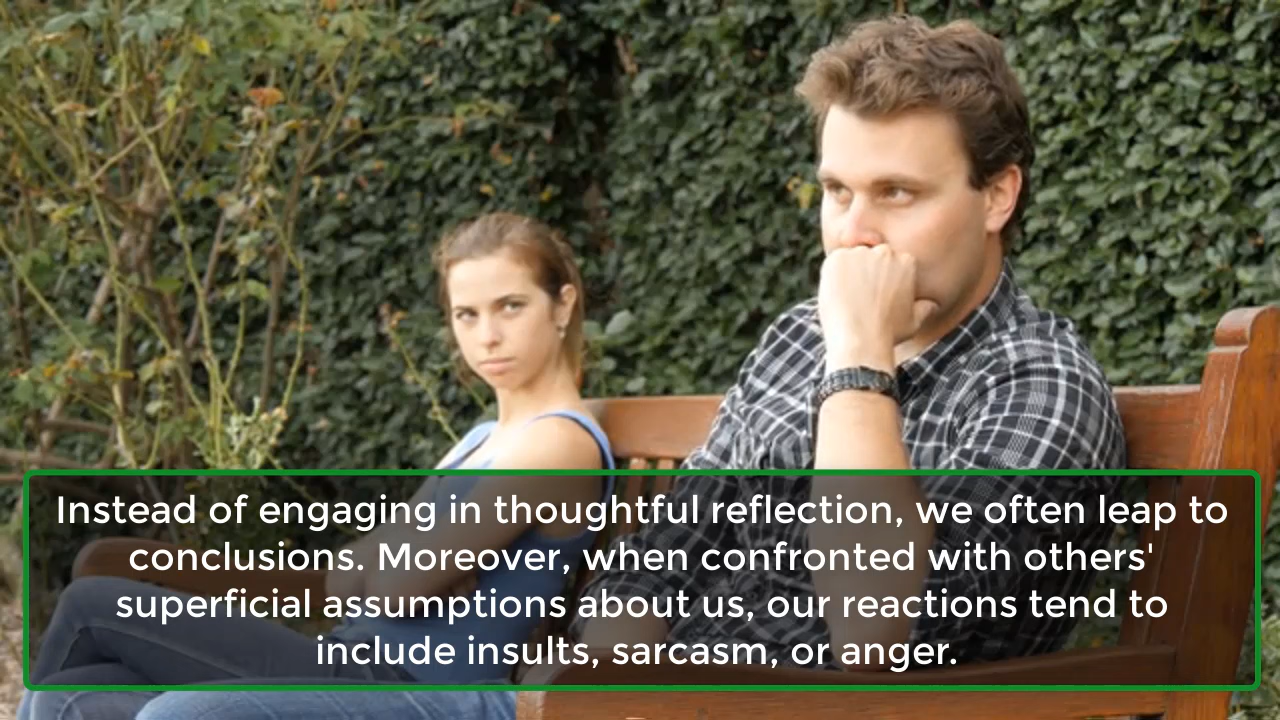 Instead of engaging in thoughtful reflection, we often leap to
conclusions. Moreover, when confronted with others'
superficial assumptions about us, our reactions tend to
include insults, sarcasm, or anger.